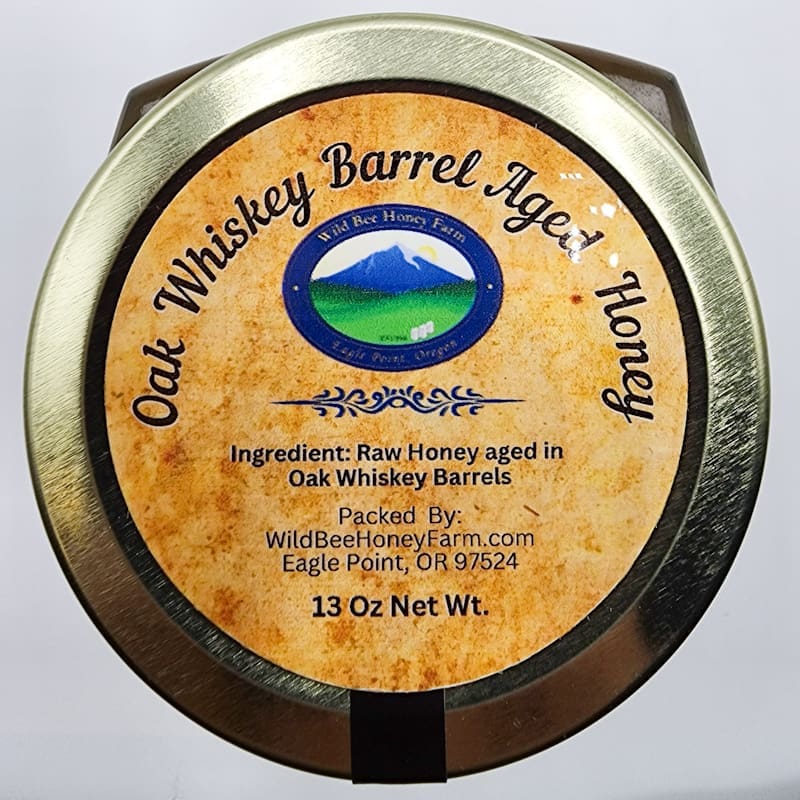 Oak Whiskey Barrel Aged Honey
Wild Bee Honey Farm
Eagle Point, Oregon
Ingredient: Raw Honey aged in
Oak Whiskey Barrels
Packed By:
WildBeeHoneyFarm.com
Eagle Point, OR 97524
13 Oz Net Wt.